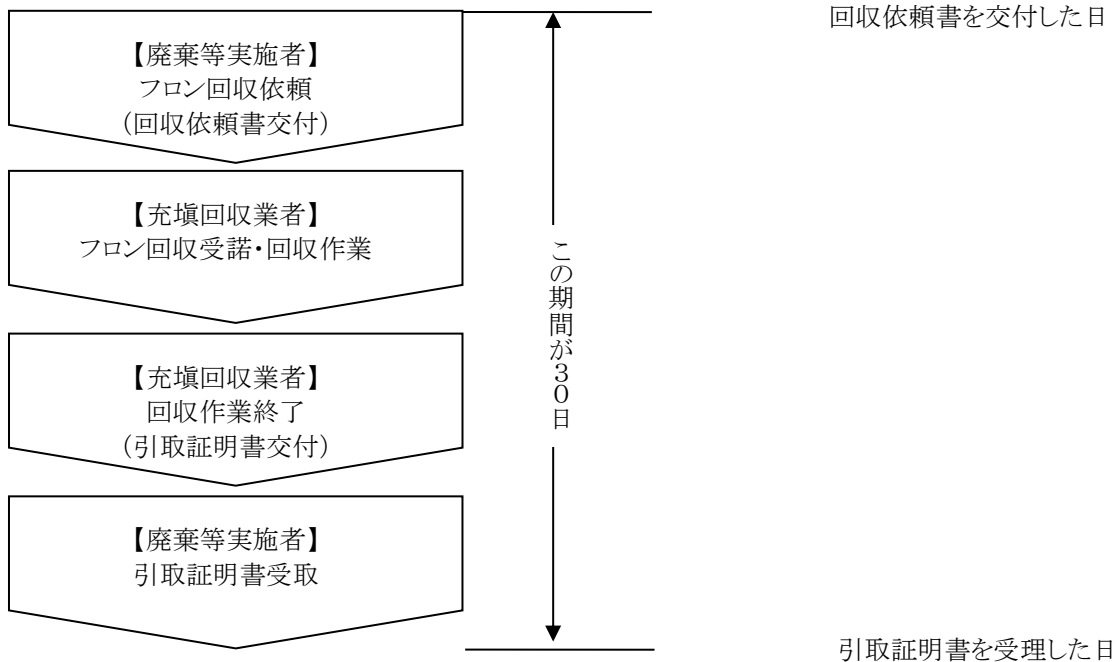 回収依頼書を交付した日
【廃棄等実施者】
フロン回収依頼
（回収依頼書交付）
【充塡回収業者】
フロン回収受諾・回収作業
この期間が３０日
【充塡回収業者】
回収作業終了
（引取証明書交付）
【廃棄等実施者】
引取証明書受取
引取証明書を受理した日